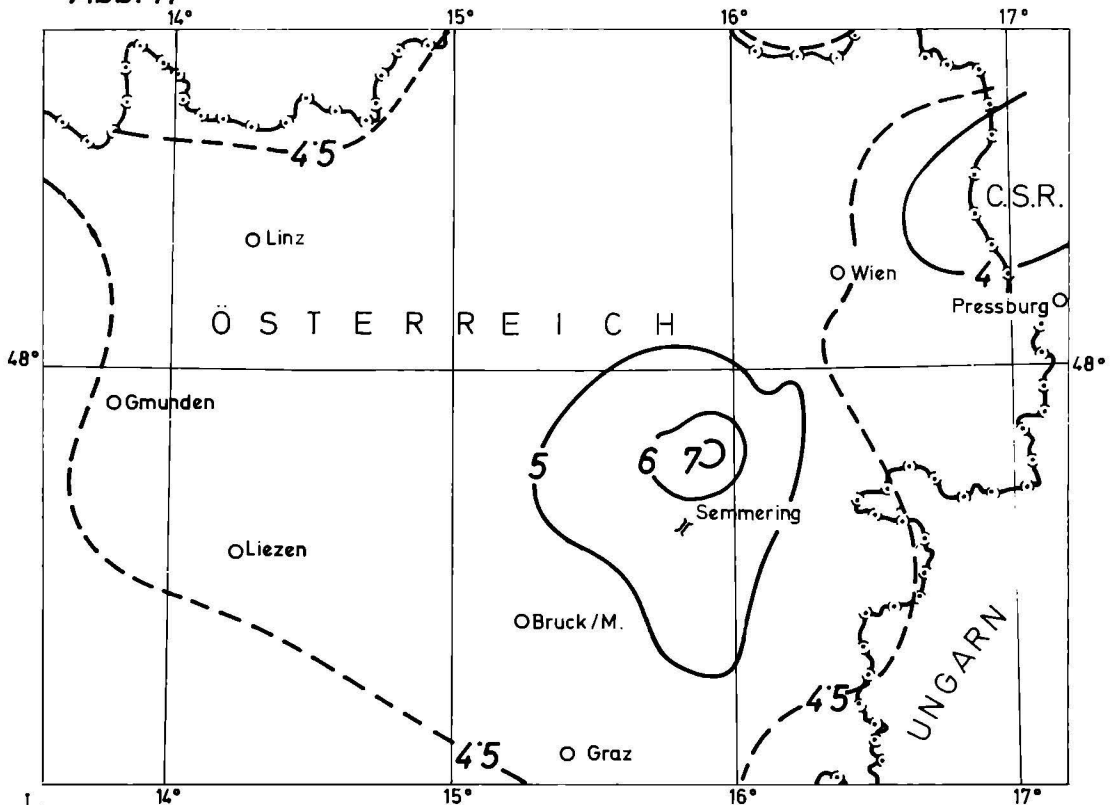 14° 15° 16° 17°
4·5
C.S.R.
Linz
Wien
4
Pressburg
ÖSTERREICH
48° 48°
Gmunden
5 6 7
Semmering
Liezen
Bruck/M.
UNGARN
4·5
4·5
Graz
14° 15° 16° 17°